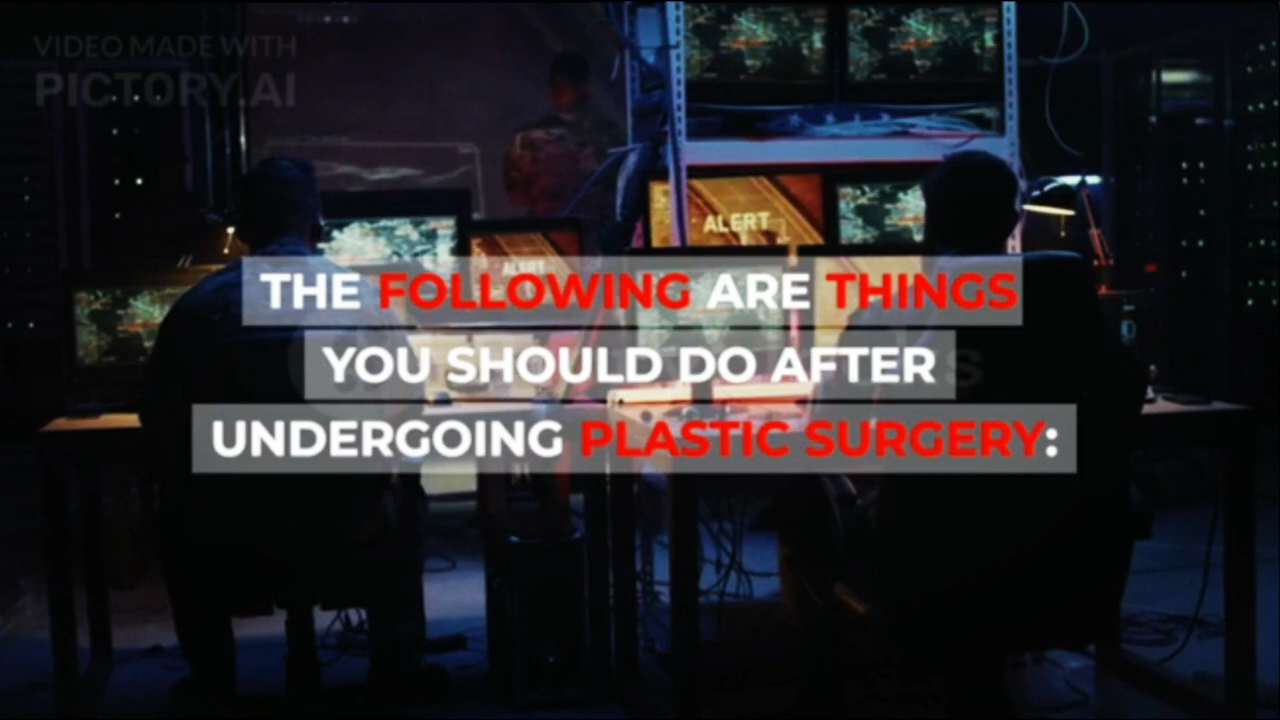 VIDEO MADE WITH
PICTORY.AI
ALERT
ALERT
THE FOLLOWING ARE THINGS
YOU SHOULD DO AFTER
UNDERGOING PLASTIC SURGERY: